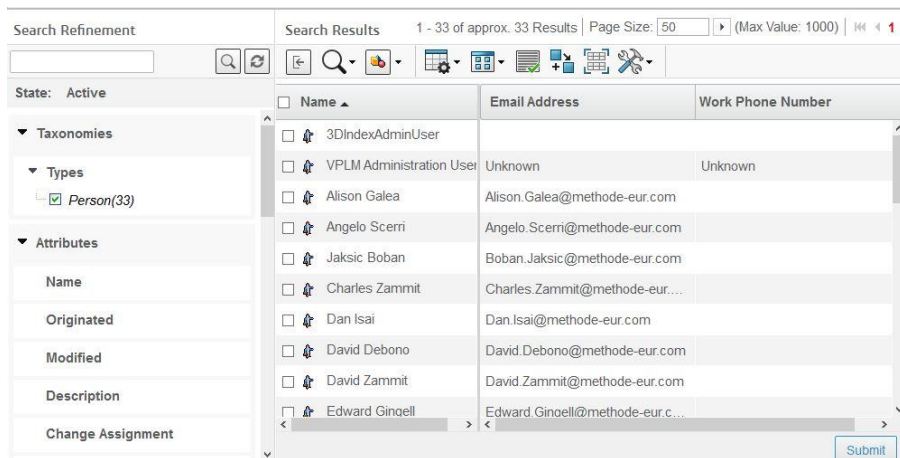 Search Refinement
State: Active
Taxonomies
Types
Person(33)
Attributes
Name
Originated
Modified
Description
Change Assignment
Search Results 1 - 33 of approx. 33 Results Page Size: 50 (Max Value: 1000) 1
Name Email Address Work Phone Number
3DIndexAdminUser
VPLM Administration User Unknown Unknown
Alison Galea Alison.Galea@methode-eur.com
Angelo Scerri Angelo.Scerri@methode-eur.com
Jaksic Boban Boban.Jaksic@methode-eur.com
Charles Zammit Charles.Zammit@methode-eur....
Dan Isai Dan.Isai@methode-eur.com
David Debono David.Debono@methode-eur.com
David Zammit David.Zammit@methode-eur.com
Edward Gingell Edward.Gingell@methode-eur.c...
Submit